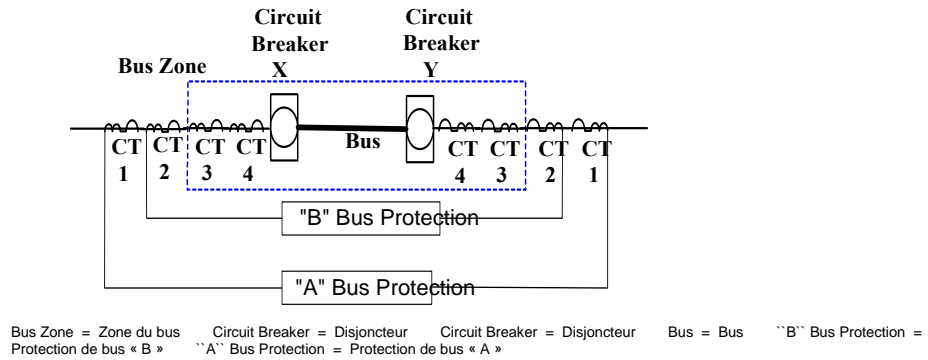 Circuit Breaker X
Circuit Breaker Y
Bus Zone
CT 1
CT 2
CT 3
CT 4
Bus
CT 4
CT 3
CT 2
CT 1
"B" Bus Protection
"A" Bus Protection
Bus Zone = Zone du bus Circuit Breaker = Disjoncteur Circuit Breaker = Disjoncteur Bus = Bus ``B`` Bus Protection =
Protection de bus « B » ``A`` Bus Protection = Protection de bus « A »